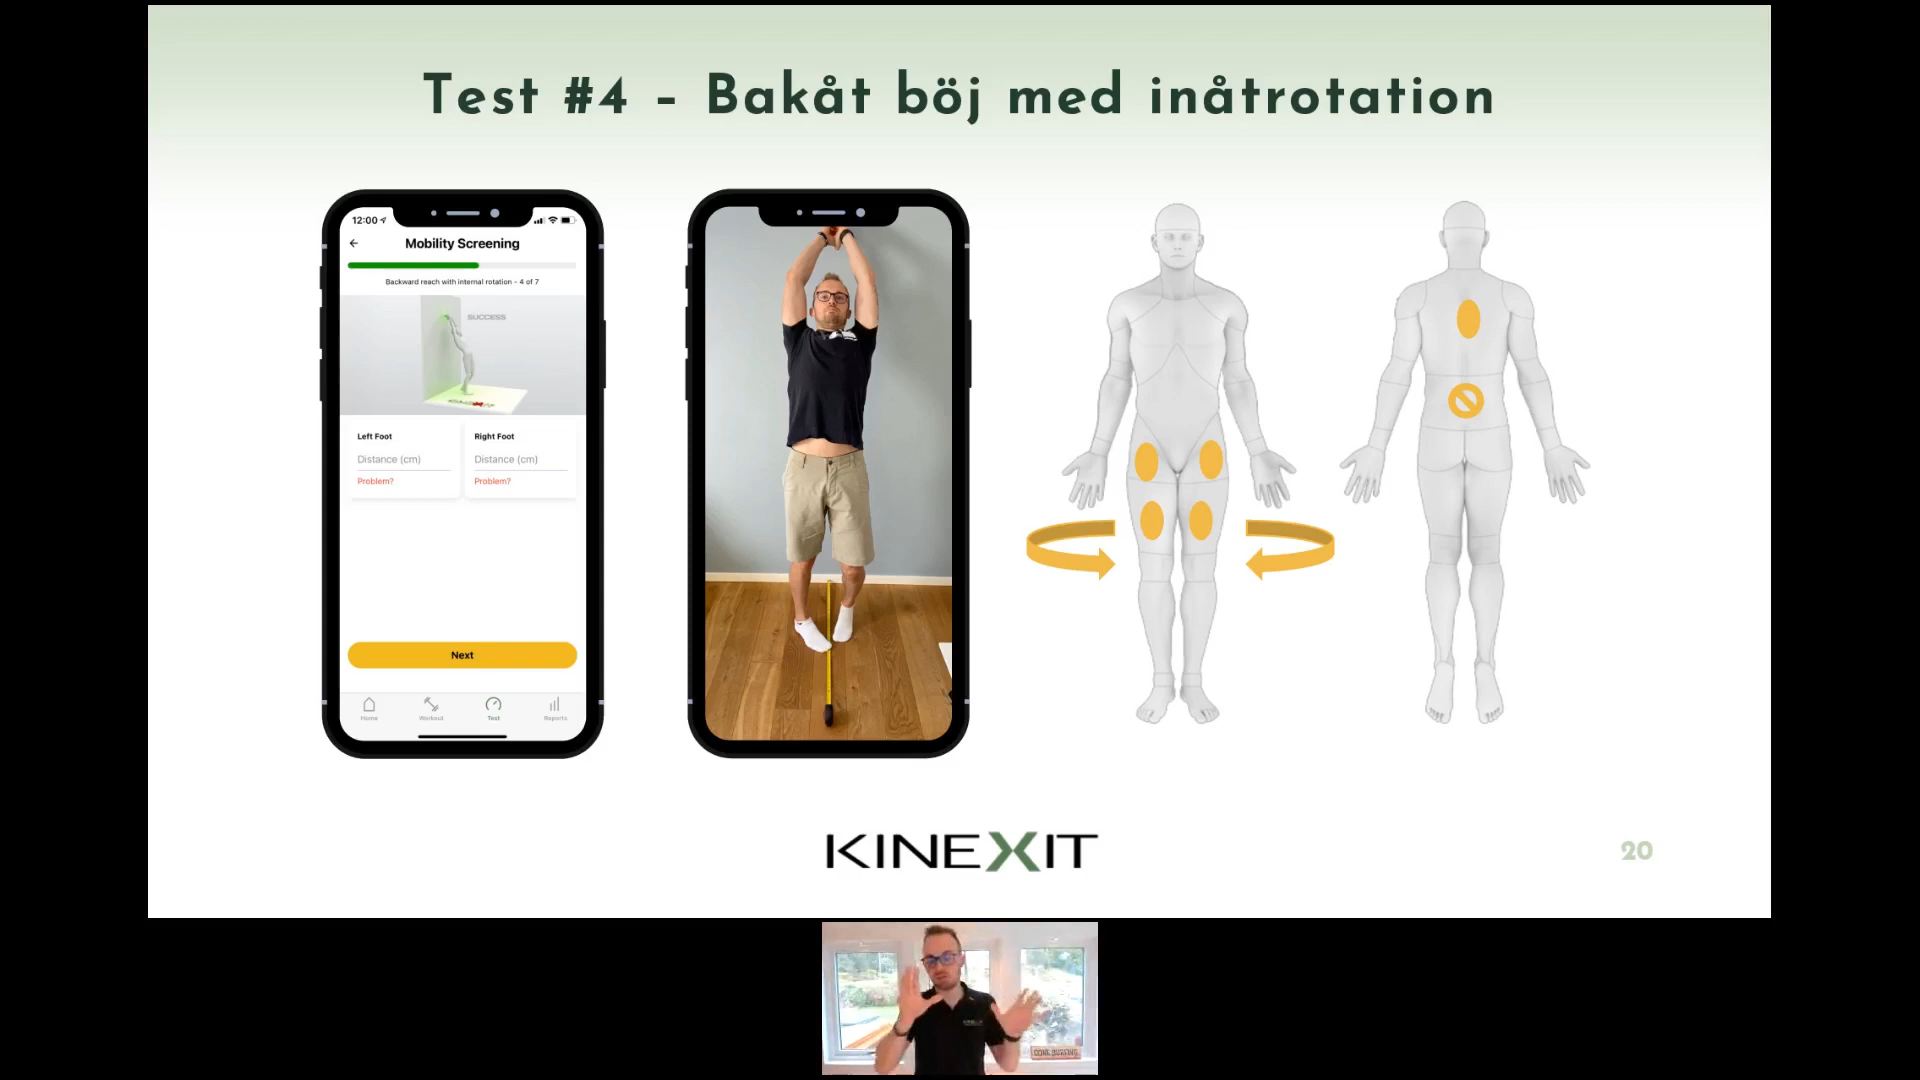 Test #4 – Bakåt böj med inåtrotation
12:00
Mobility Screening
Backward reach with internal rotation - 4 of 7
SUCCESS
Left Foot
Right Foot
Distance (cm)
Distance (cm)
Problem?
Problem?
Next
Home
Workout
Test
Reports
KINEXIT
20